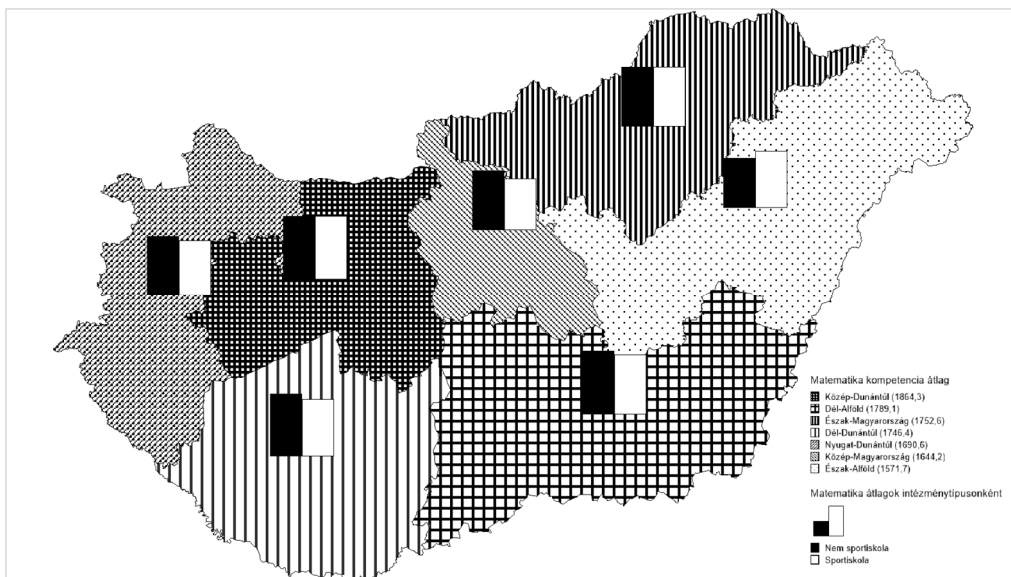 Matematika kompetencia átlag
Közép-Dunántúl (1864,3)
Dél-Alföld (1789,1)
Észak-Magyarország (1752,6)
Dél-Dunántúl (1746,4)
Nyugat-Dunántúl (1690,6)
Közép-Magyarország (1644,2)
Észak-Alföld (1571,7)
Matematika átlagok intézménytípusonként
Nem sportiskola
Sportiskola